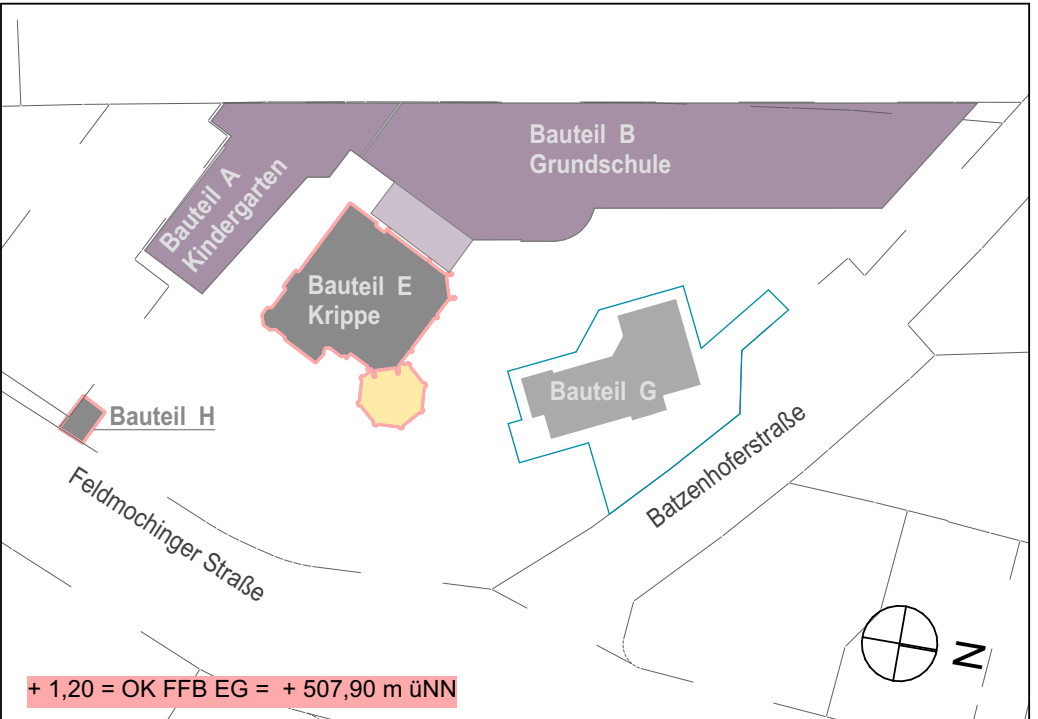 Bauteil B
Grundschule
Bauteil A
Kindergarten
Bauteil E
Krippe
Bauteil G
Bauteil H
Batzenhoferstraße
Feldmochinger Straße
N
+ 1,20 = OK FFB EG = + 507,90 m üNN